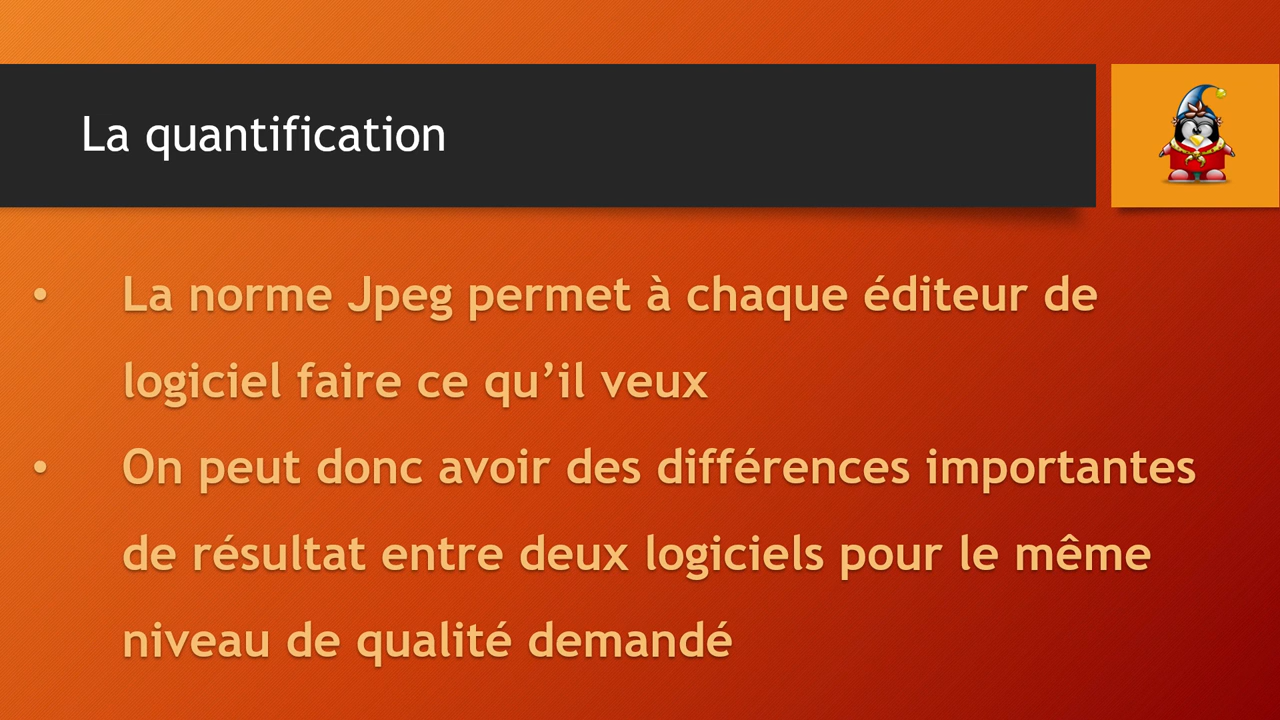 La quantification
• La norme Jpeg permet à chaque éditeur de
logiciel faire ce qu’il veux
• On peut donc avoir des différences importantes
de résultat entre deux logiciels pour le même
niveau de qualité demandé